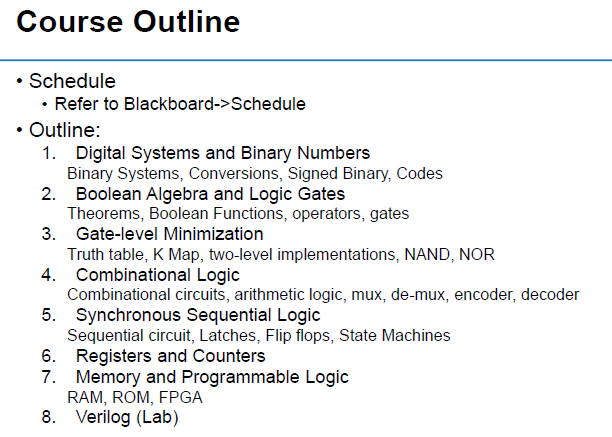 Course Outline
• Schedule
• Refer to Blackboard->Schedule
• Outline:
1. Digital Systems and Binary Numbers
Binary Systems, Conversions, Signed Binary, Codes
2. Boolean Algebra and Logic Gates
Theorems, Boolean Functions, operators, gates
3. Gate-level Minimization
Truth table, K Map, two-level implementations, NAND, NOR
4. Combinational Logic
Combinational circuits, arithmetic logic, mux, de-mux, encoder, decoder
5. Synchronous Sequential Logic
Sequential circuit, Latches, Flip flops, State Machines
6. Registers and Counters
7. Memory and Programmable Logic
RAM, ROM, FPGA
8. Verilog (Lab)